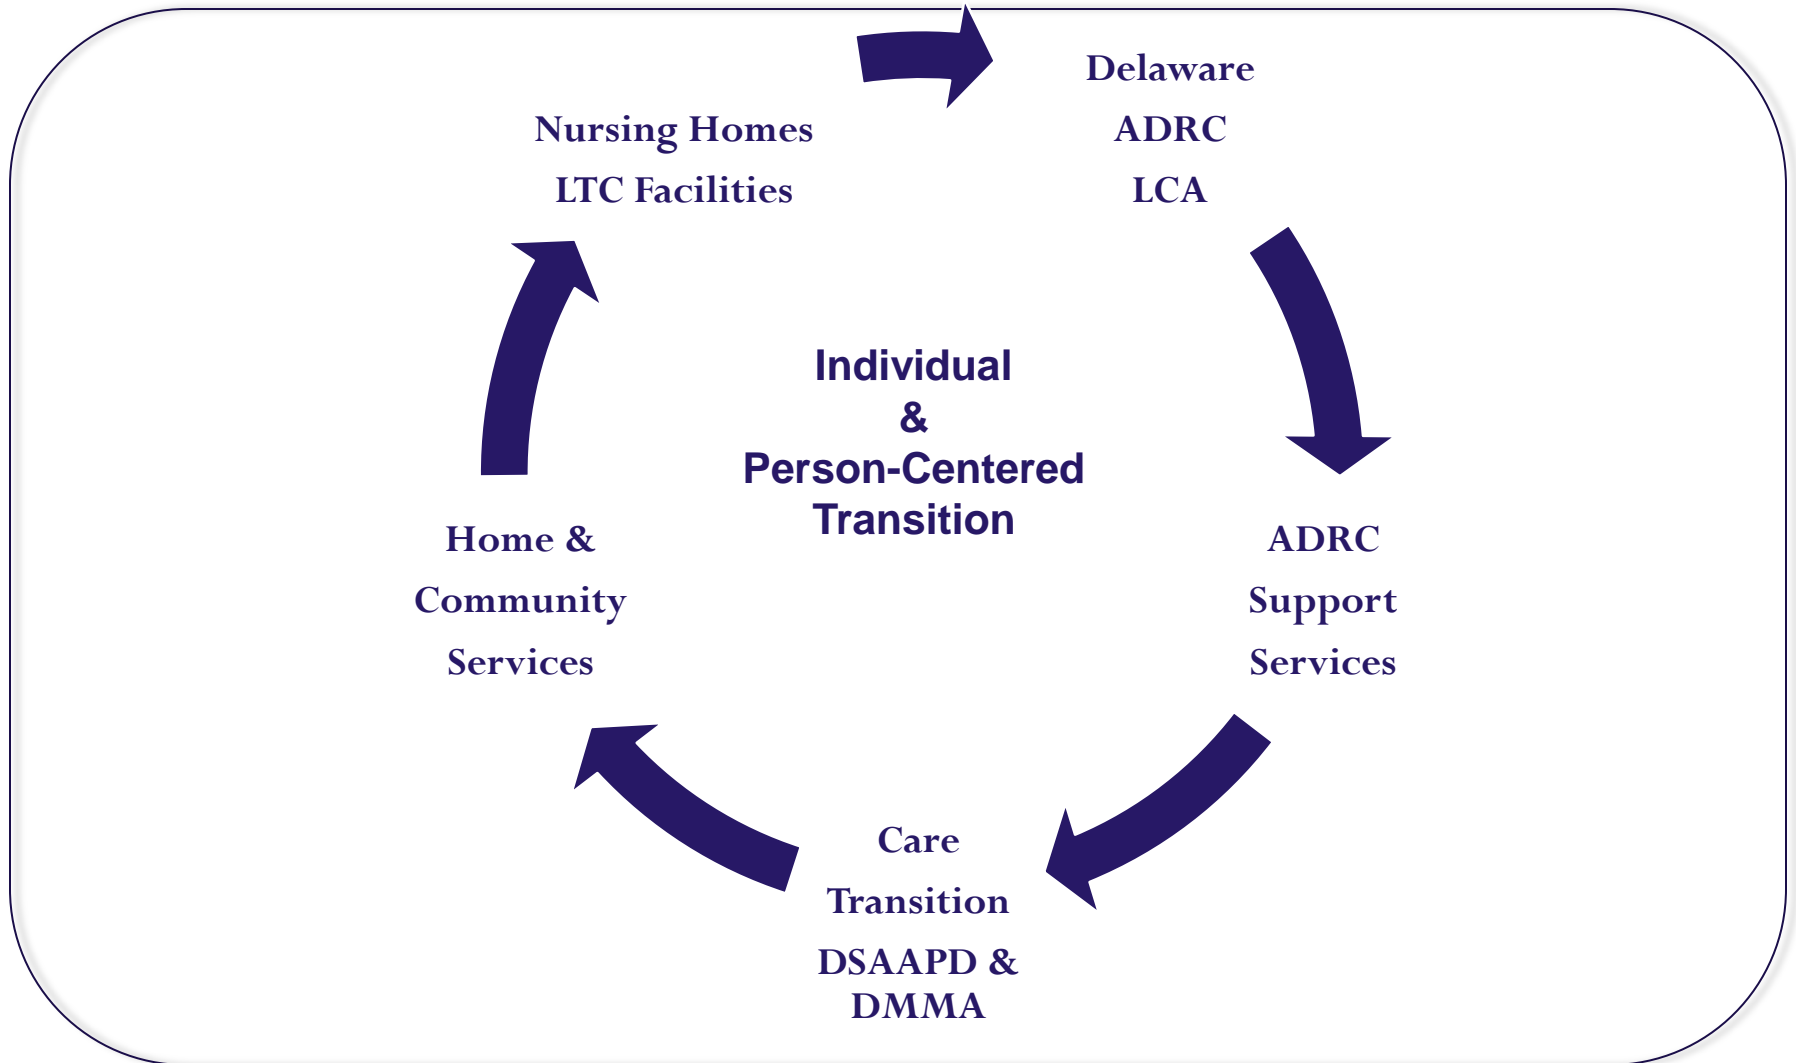 Delaware
ADRC
LCA
Nursing Homes
LTC Facilities
Individual
&
Person-Centered
Transition
ADRC
Support
Services
Home &
Community
Services
Care
Transition
DSAAPD &
DMMA